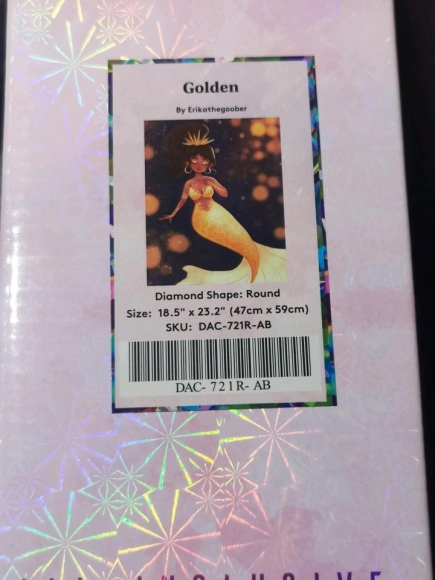 Golden
By Erikathegoober
Diamond Shape: Round
Size: 18.5" x 23.2" (47cm x 59cm)
SKU: DAC-721R-AB
DAC- 721R- AB